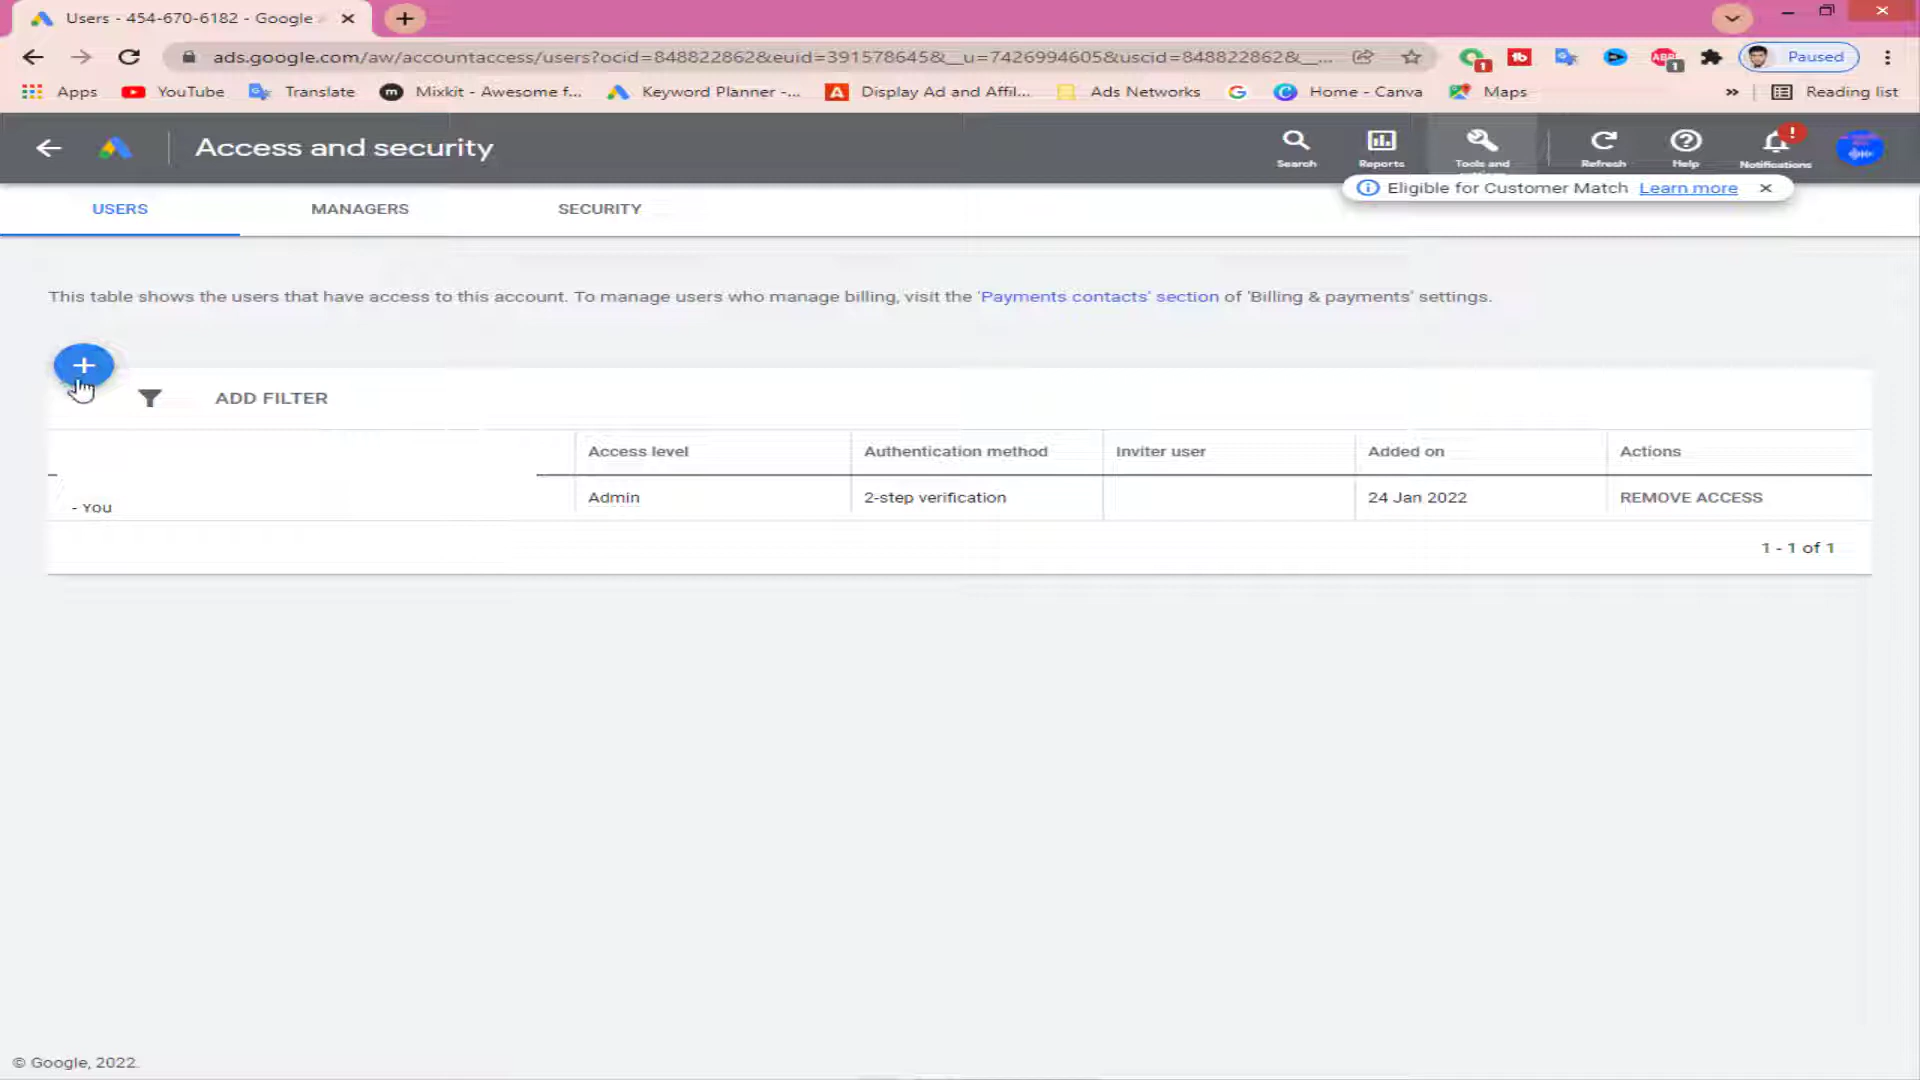 Users - 454-670-6182 - Google
ads.google.com/aw/accountaccess/users?ocid=848822862&euid=391578645&__u=7426994605&uscid=848822862&__...
1
1
Paused
Apps
YouTube
Translate
Mixkit - Awesome f...
Keyword Planner -...
Display Ad and Affil...
Ads Networks
Home - Canva
Maps
»
Reading list
Access and security
Search
Reports
Tools and
Refresh
Help
!
Notifications
Eligible for Customer Match Learn more
USERS
MANAGERS
SECURITY
This table shows the users that have access to this account. To manage users who manage billing, visit the 'Payments contacts' section of 'Billing & payments' settings.
ADD FILTER
Access level
Authentication method
Inviter user
Added on
Actions
- You
Admin
2-step verification
24 Jan 2022
REMOVE ACCESS
1 - 1 of 1
© Google, 2022.